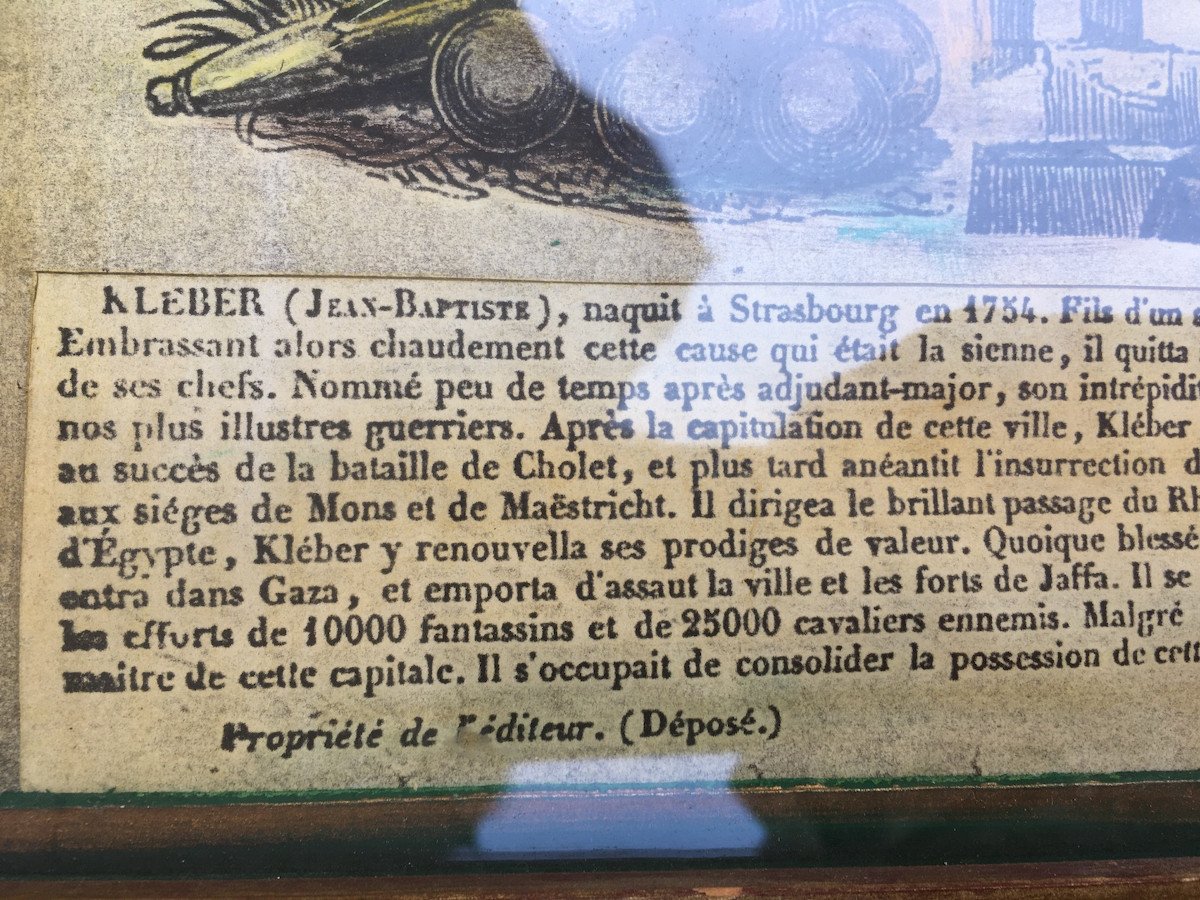 KLEBER (JEAN-BAPTISTE), naquit à Strasbourg en 1754. Fils d'un
Embrassant alors chaudement cette cause qui était la sienne, il quitta
de ses chefs. Nommé peu de temps après adjudant-major, son intrépidi
nos plus illustres guerriers. Après la capitulation de cette ville, Kléber
au succès de la bataille de Cholet, et plus tard anéantit l'insurrection d
aux siéges de Mons et de Maëstricht. Il dirigea le brillant passage du Rh
d'Égypte, Kléber y renouvella ses prodiges de valeur. Quoique blessé
entra dans Gaza, et emporta d'assaut la ville et les forts de Jaffa. Il se
les efforts de 10000 fantassins et de 25000 cavaliers ennemis. Malgré
maitre de cette capitale. Il s'occupait de consolider la possession de cett
Propriété de l'éditeur. (Déposé.)